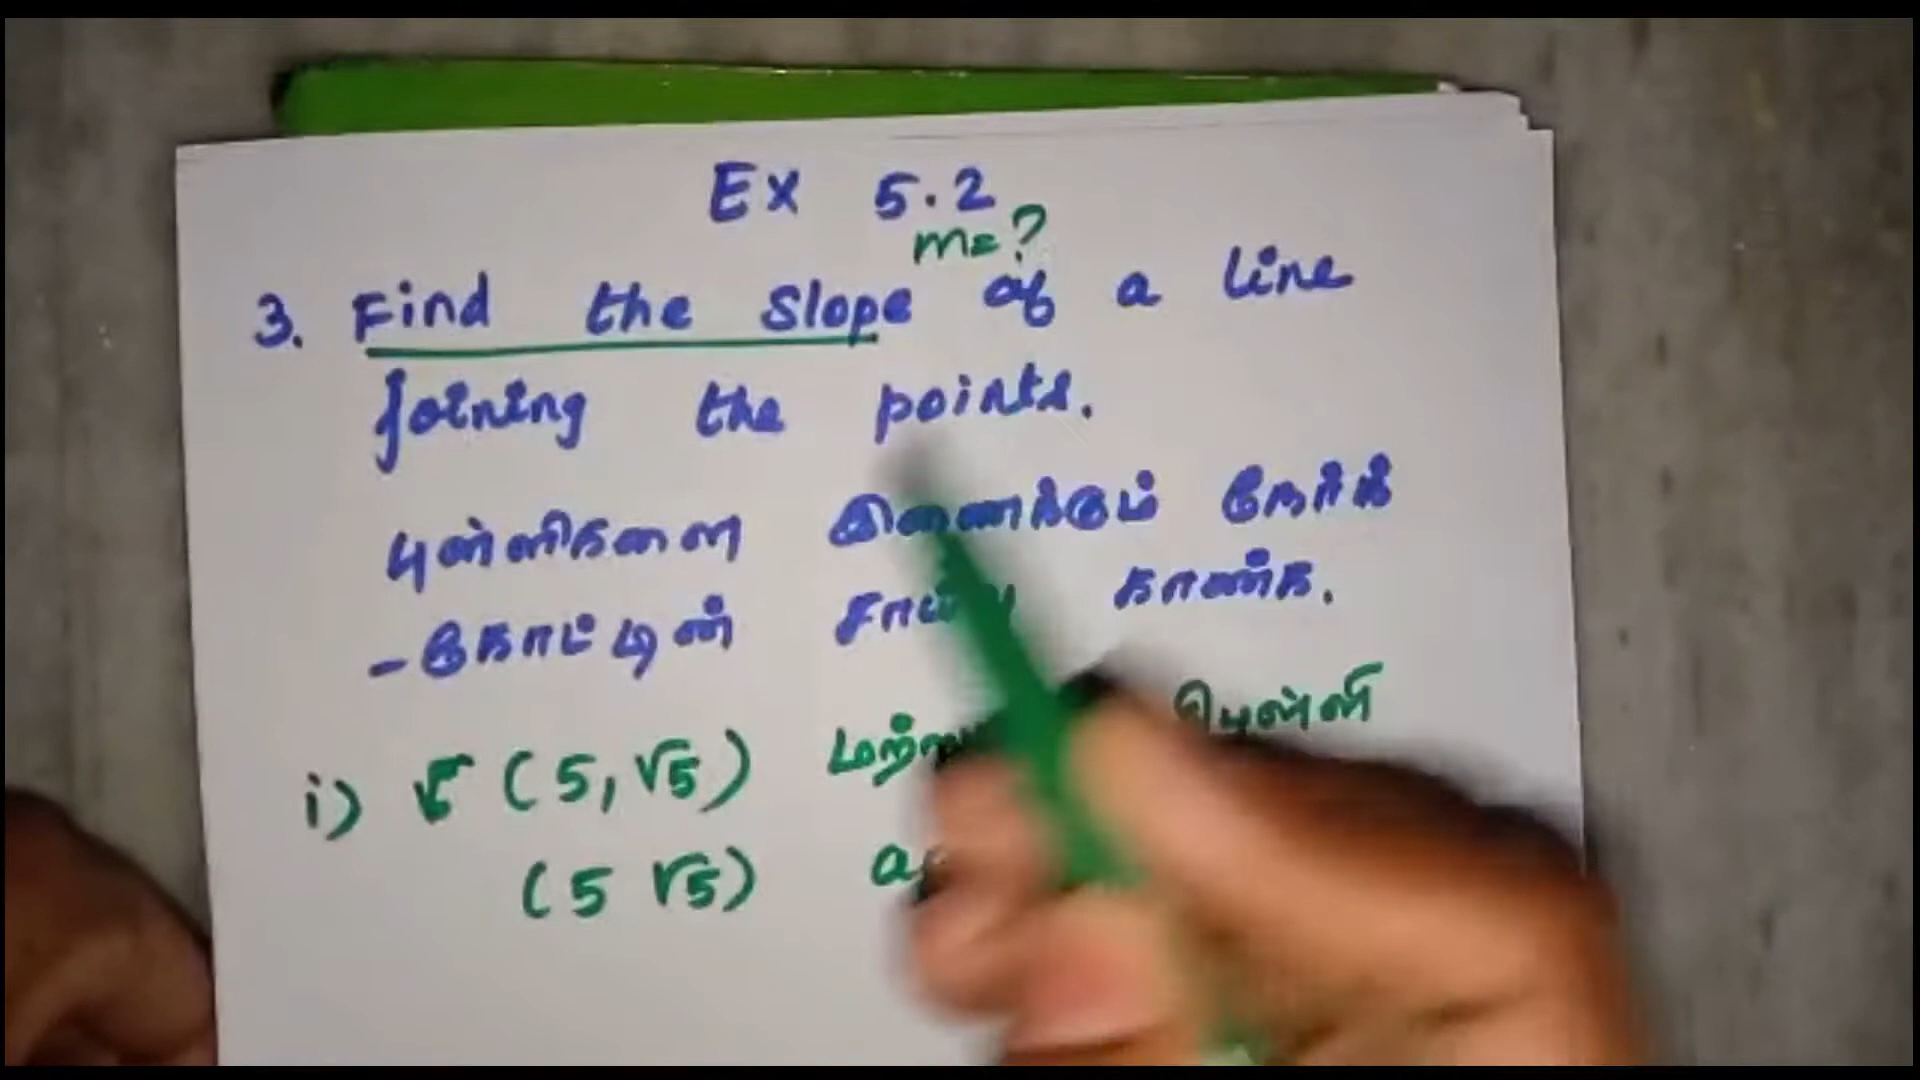 Ex 5.2
m=?
3. Find the Slope of a line
joining the points.
புள்ளிகளை இணைக்கும் நேர்க்
-கோட்டின் சாய்வு காண்க.
i) (5, √5)
(5 √5)